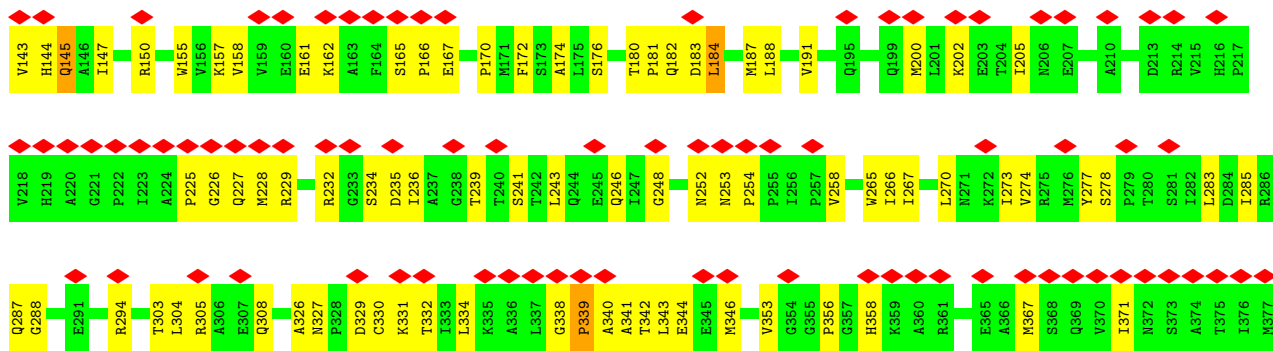 V143 H144 Q145 A146 I147 R150 W155 V156 K157 V158 V159 E160 E161 K162 A163 F164 S165 P166 E167 P170 M171 F172 S173 A174 L175 S176 T180 P181 Q182 D183 L184 M187 L188 V191 Q195 Q199 M200 L201 K202 E203 T204 I205 N206 E207 A210 D213 R214 V215 H216 P217
V218 H219 A220 G221 P222 I223 A224 P225 G226 Q227 M228 R229 R232 G233 S234 D235 I236 A237 G238 T239 T240 S241 T242 L243 Q244 E245 Q246 I247 G248 N252 N253 P254 P255 I256 P257 V258 W265 I266 I267 L270 N271 K272 I273 V274 R275 M276 Y277 S278 P279 T280 S281 I282 L283 D284 I285 R286
Q287 G288 E291 R294 T303 L304 R305 A306 E307 Q308 A326 N327 P328 D329 C330 K331 T332 I333 L334 K335 A336 L337 G338 P339 A340 A341 T342 L343 E344 E345 M346 V353 G354 G355 P356 G357 H358 K359 A360 R361 E365 A366 M367 S368 Q369 V370 I371 N372 S373 A374 T375 I376 M377